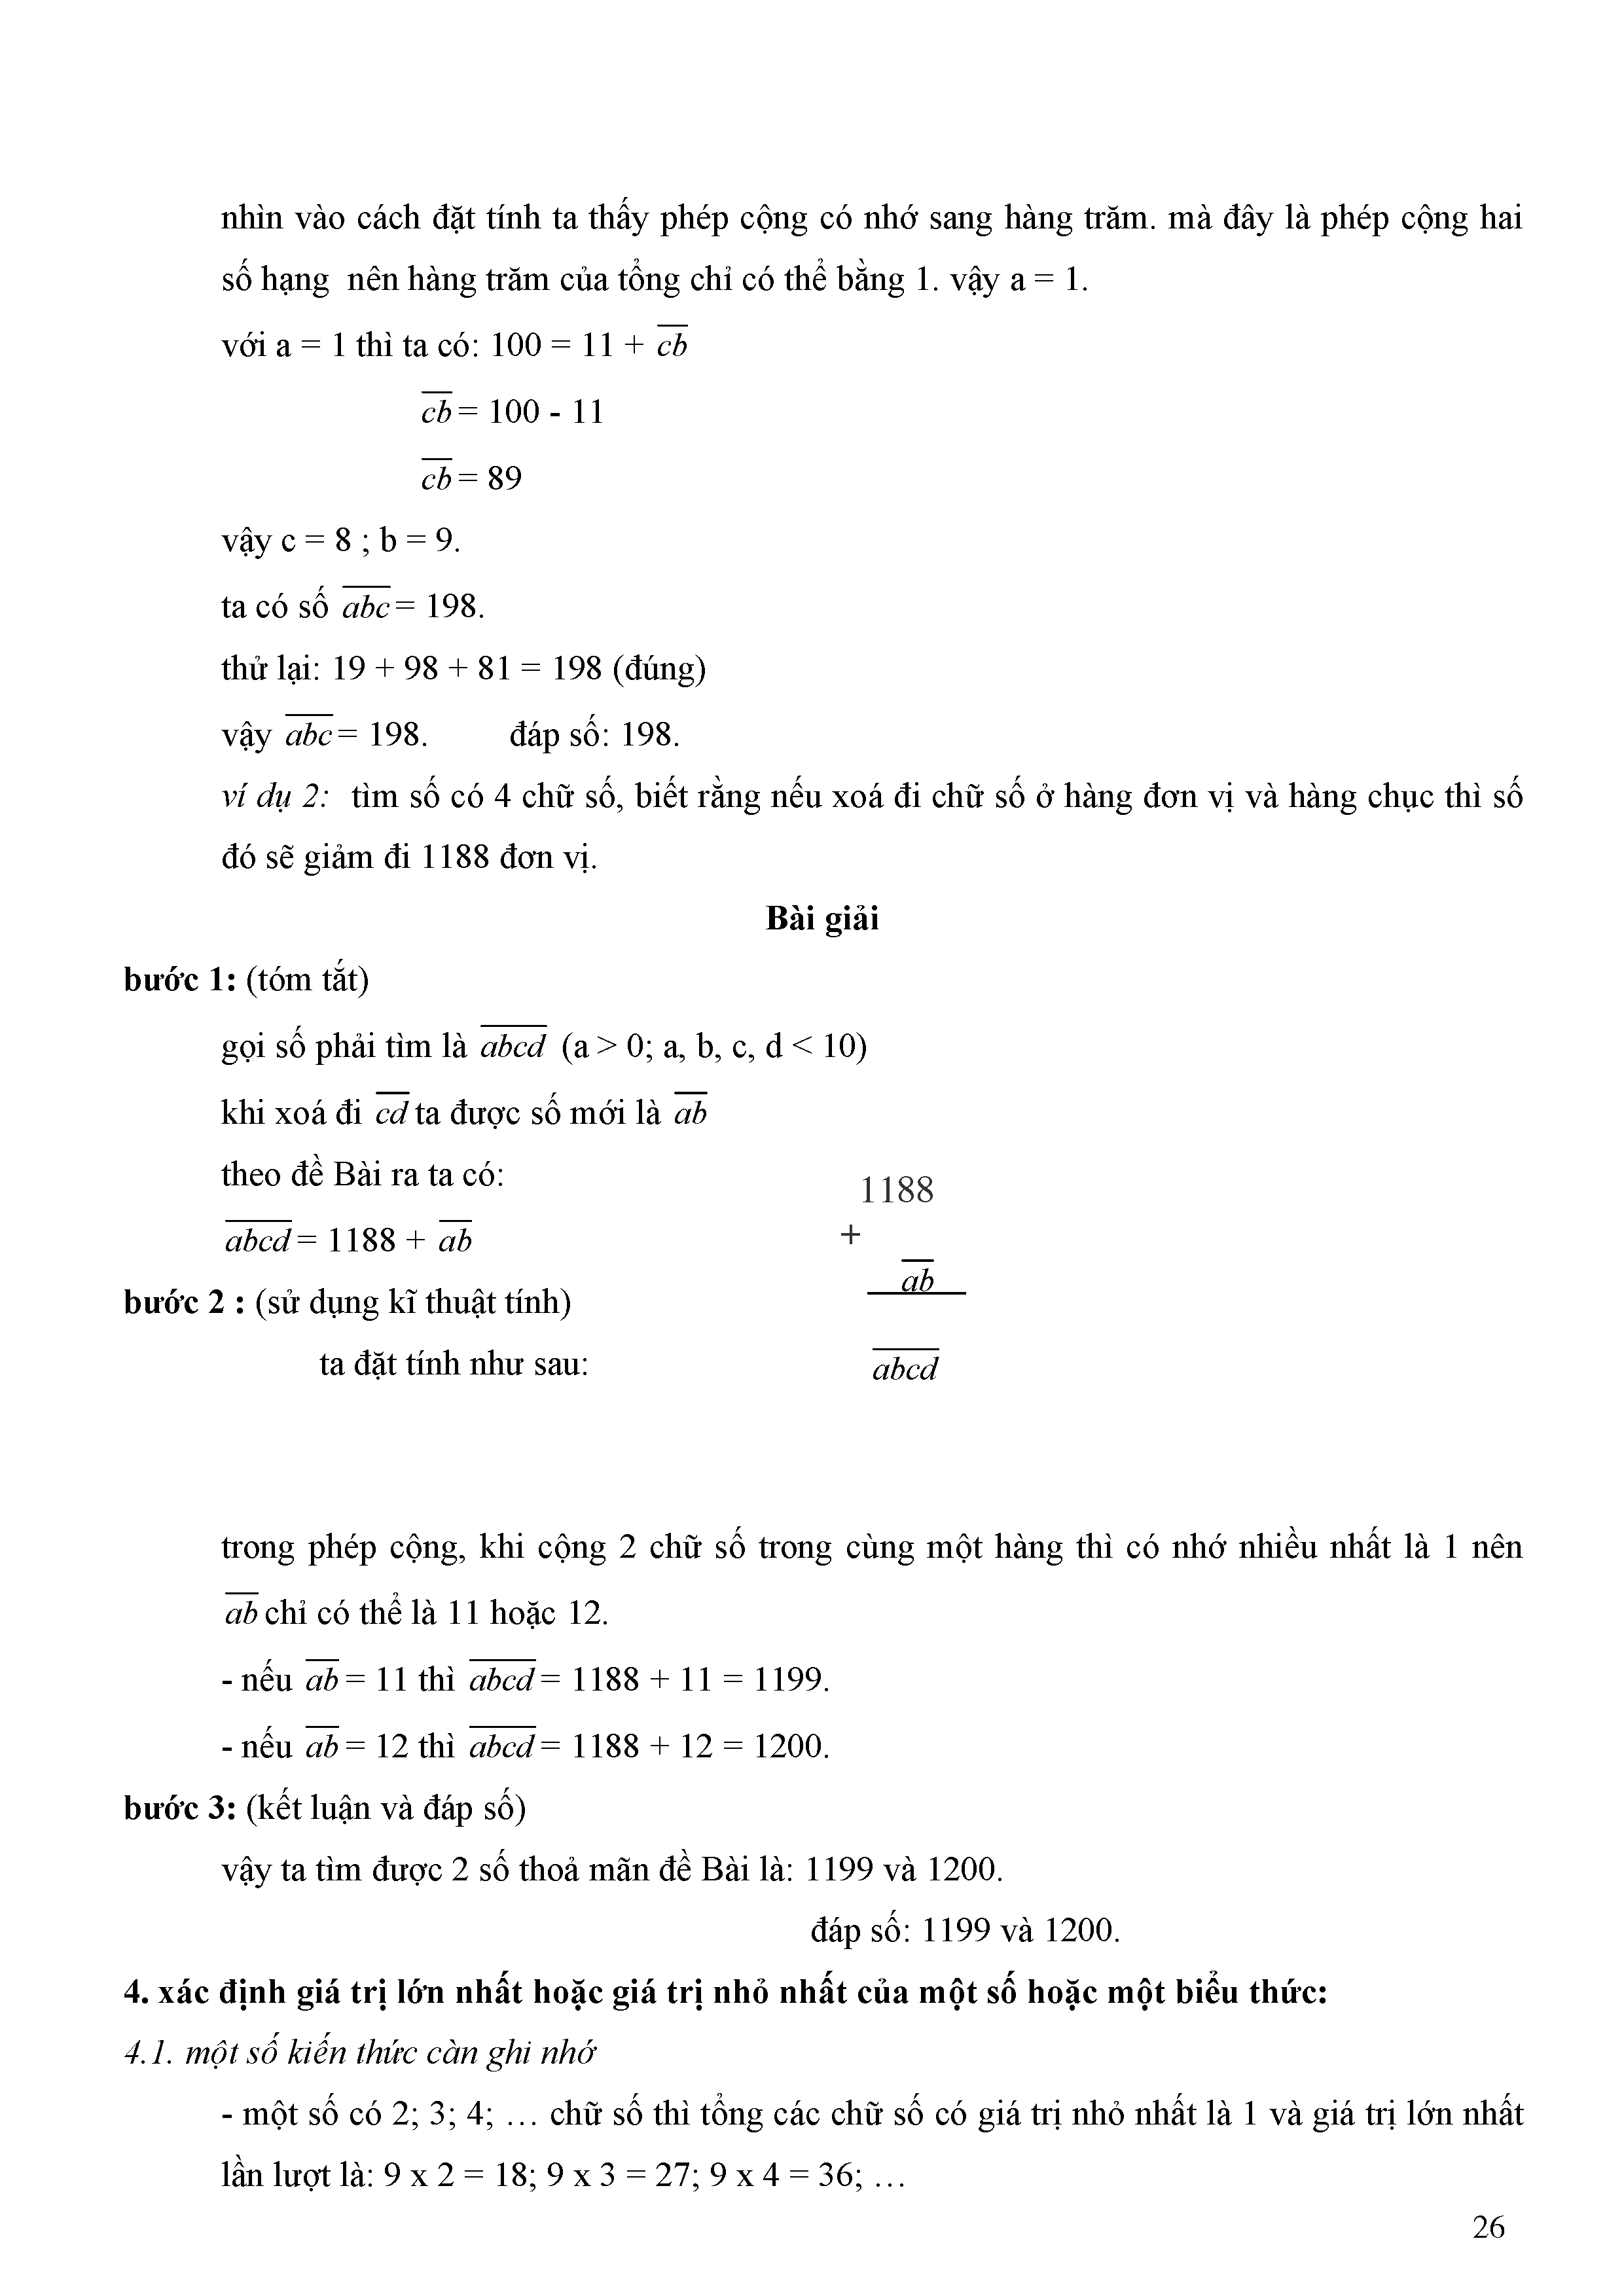 nhìn vào cách đặt tính ta thấy phép cộng có nhớ sang hàng trăm. mà đây là phép cộng hai
số hạng nên hàng trăm của tổng chỉ có thể bằng 1. vậy a = 1.
với a = 1 thì ta có: 100 = 11 + \overline{cb}
\overline{cb} = 100 - 11
\overline{cb} = 89
vậy c = 8 ; b = 9.
ta có số \overline{abc} = 198.
thử lại: 19 + 98 + 81 = 198 (đúng)
vậy \overline{abc} = 198. đáp số: 198.
ví dụ 2: tìm số có 4 chữ số, biết rằng nếu xoá đi chữ số ở hàng đơn vị và hàng chục thì số
đó sẽ giảm đi 1188 đơn vị.
Bài giải
bước 1: (tóm tắt)
gọi số phải tìm là \overline{abcd} (a > 0; a, b, c, d < 10)
khi xoá đi \overline{cd} ta được số mới là \overline{ab}
theo đề Bài ra ta có:
\overline{abcd} = 1188 + \overline{ab}
bước 2 : (sử dụng kĩ thuật tính)
ta đặt tính như sau:
1188
+
\overline{ab}
\overline{abcd}
trong phép cộng, khi cộng 2 chữ số trong cùng một hàng thì có nhớ nhiều nhất là 1 nên
\overline{ab} chỉ có thể là 11 hoặc 12.
- nếu \overline{ab} = 11 thì \overline{abcd} = 1188 + 11 = 1199.
- nếu \overline{ab} = 12 thì \overline{abcd} = 1188 + 12 = 1200.
bước 3: (kết luận và đáp số)
vậy ta tìm được 2 số thoả mãn đề Bài là: 1199 và 1200.
đáp số: 1199 và 1200.
4. xác định giá trị lớn nhất hoặc giá trị nhỏ nhất của một số hoặc một biểu thức:
4.1. một số kiến thức càn ghi nhớ
- một số có 2; 3; 4; … chữ số thì tổng các chữ số có giá trị nhỏ nhất là 1 và giá trị lớn nhất
lần lượt là: 9 x 2 = 18; 9 x 3 = 27; 9 x 4 = 36; …
26